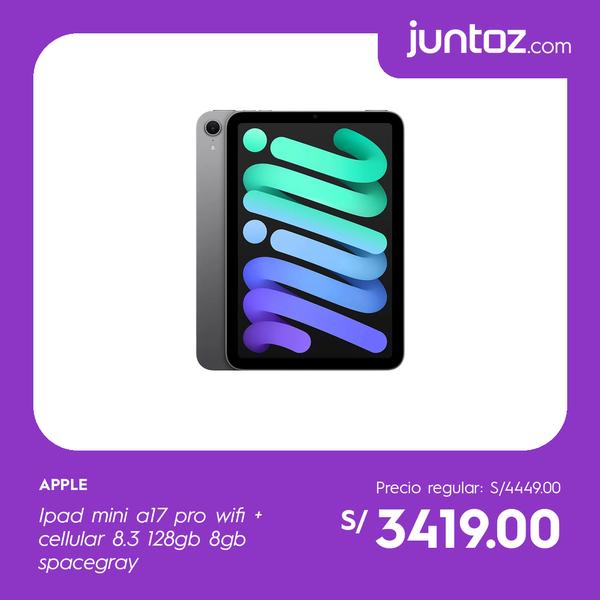 juntoz.com
APPLE
Ipad mini a17 pro wifi +
cellular 8.3 128gb 8gb
spacegray
Precio regular: S/4449.00
S/ 3419.00